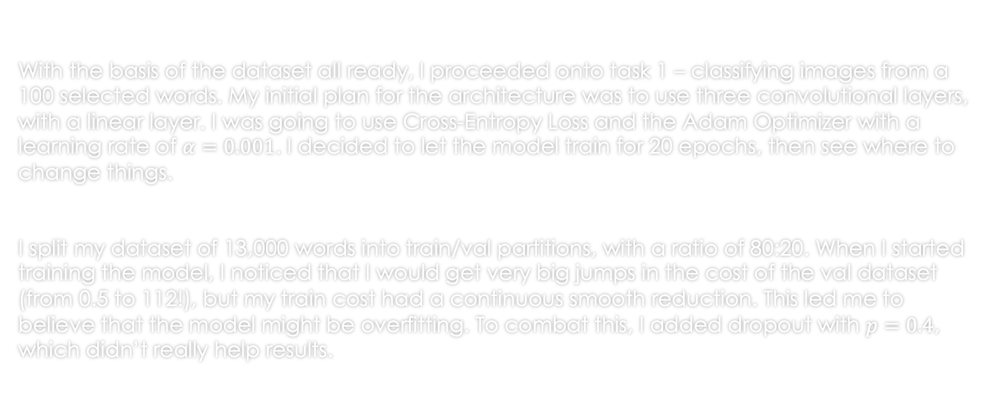 With the basis of the dataset all ready, I proceeded onto task 1 – classifying images from a
100 selected words. My initial plan for the architecture was to use three convolutional layers,
with a linear layer. I was going to use Cross-Entropy Loss and the Adam Optimizer with a
learning rate of α = 0.001. I decided to let the model train for 20 epochs, then see where to
change things.
I split my dataset of 13,000 words into train/val partitions, with a ratio of 80:20. When I started
training the model, I noticed that I would get very big jumps in the cost of the val dataset
(from 0.5 to 112!), but my train cost had a continuous smooth reduction. This led me to
believe that the model might be overfitting. To combat this, I added dropout with p = 0.4,
which didn’t really help results.